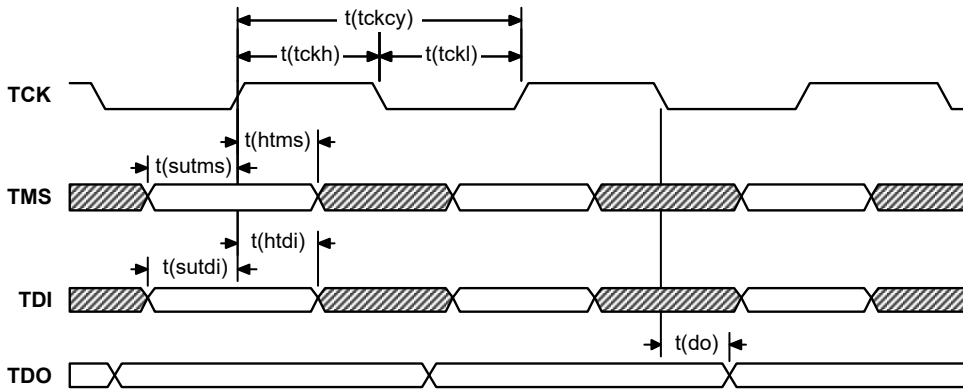 t(tckcy)
t(tckh) t(tckl)
TCK
t(htms)
t(sutms)
TMS
t(htdi)
t(sutdi)
TDI
t(do)
TDO